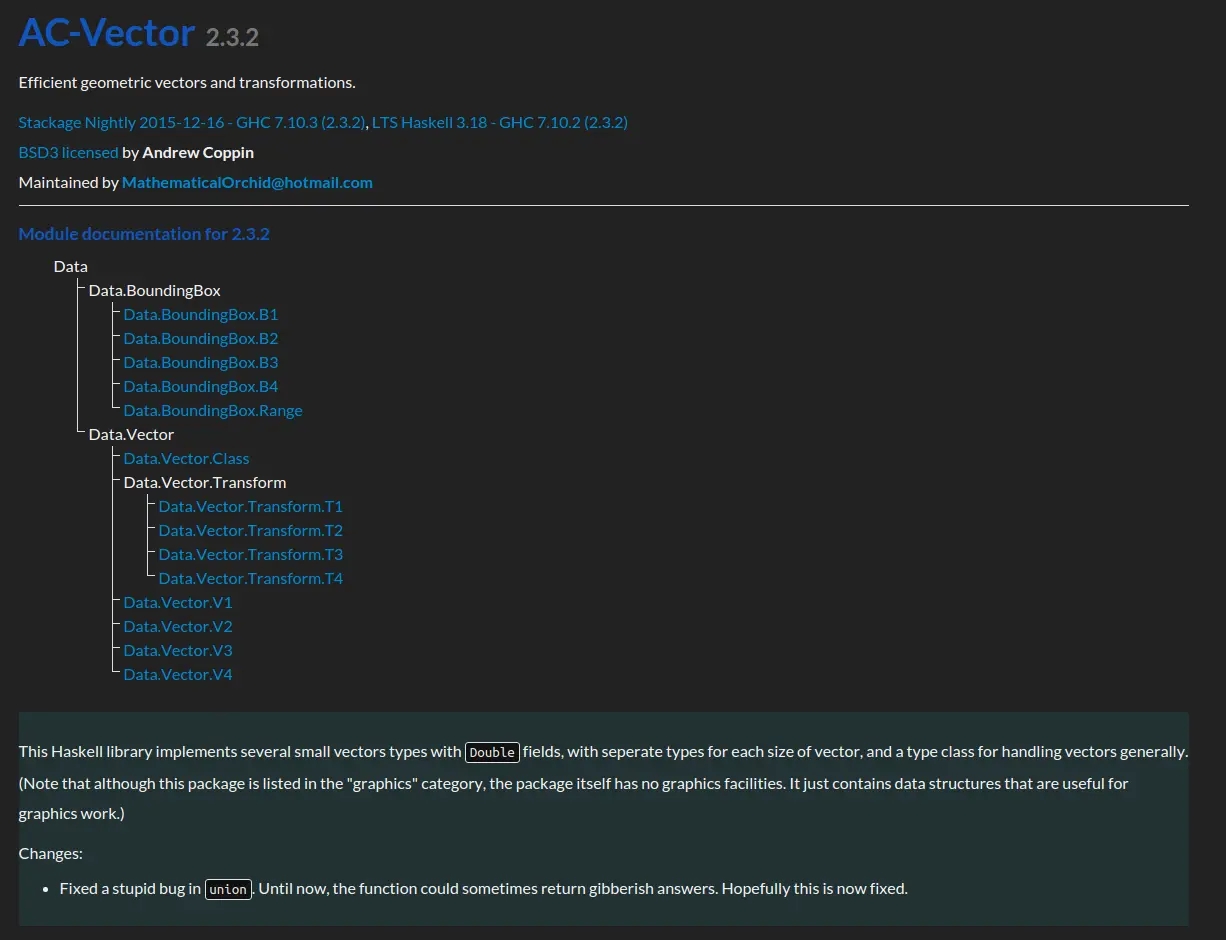 AC-Vector 2.3.2
Efficient geometric vectors and transformations.
Stackage Nightly 2015-12-16 - GHC 7.10.3 (2.3.2), LTS Haskell 3.18 - GHC 7.10.2 (2.3.2)
BSD3 licensed by Andrew Coppin
Maintained by MathematicalOrchid@hotmail.com
Module documentation for 2.3.2
Data
Data.BoundingBox
Data.BoundingBox.B1
Data.BoundingBox.B2
Data.BoundingBox.B3
Data.BoundingBox.B4
Data.BoundingBox.Range
Data.Vector
Data.Vector.Class
Data.Vector.Transform
Data.Vector.Transform.T1
Data.Vector.Transform.T2
Data.Vector.Transform.T3
Data.Vector.Transform.T4
Data.Vector.V1
Data.Vector.V2
Data.Vector.V3
Data.Vector.V4
This Haskell library implements several small vectors types with Double fields, with seperate types for each size of vector, and a type class for handling vectors generally.
(Note that although this package is listed in the "graphics" category, the package itself has no graphics facilities. It just contains data structures that are useful for
graphics work.)
Changes:
• Fixed a stupid bug in union. Until now, the function could sometimes return gibberish answers. Hopefully this is now fixed.